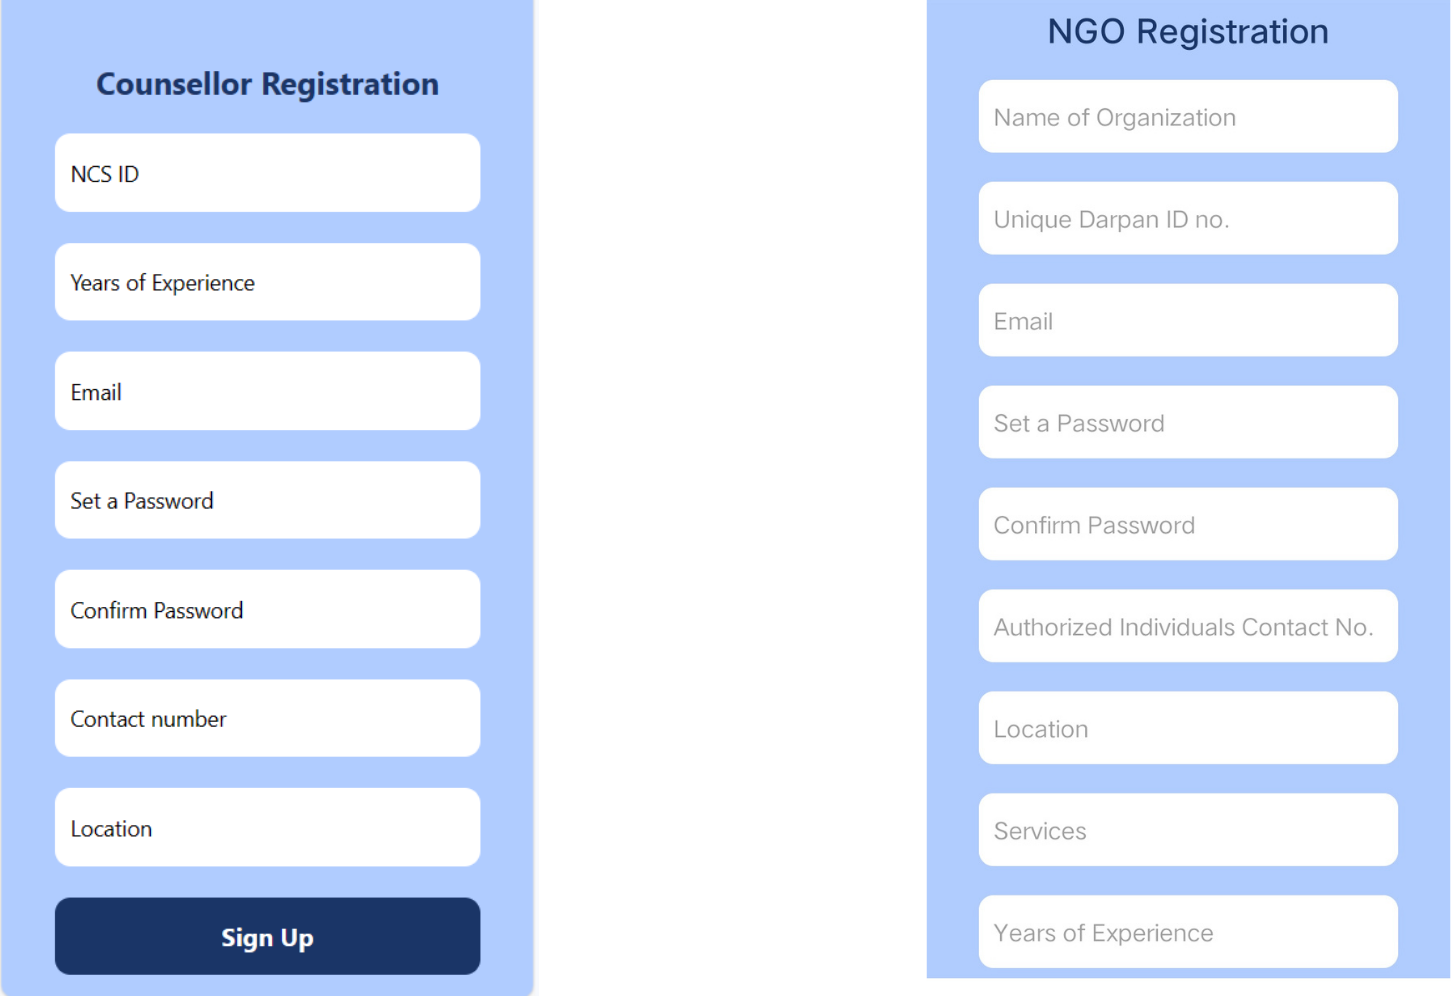 Counsellor Registration
NCS ID
Years of Experience
Email
Set a Password
Confirm Password
Contact number
Location
Sign Up
NGO Registration
Name of Organization
Unique Darpan ID no.
Email
Set a Password
Confirm Password
Authorized Individuals Contact No.
Location
Services
Years of Experience